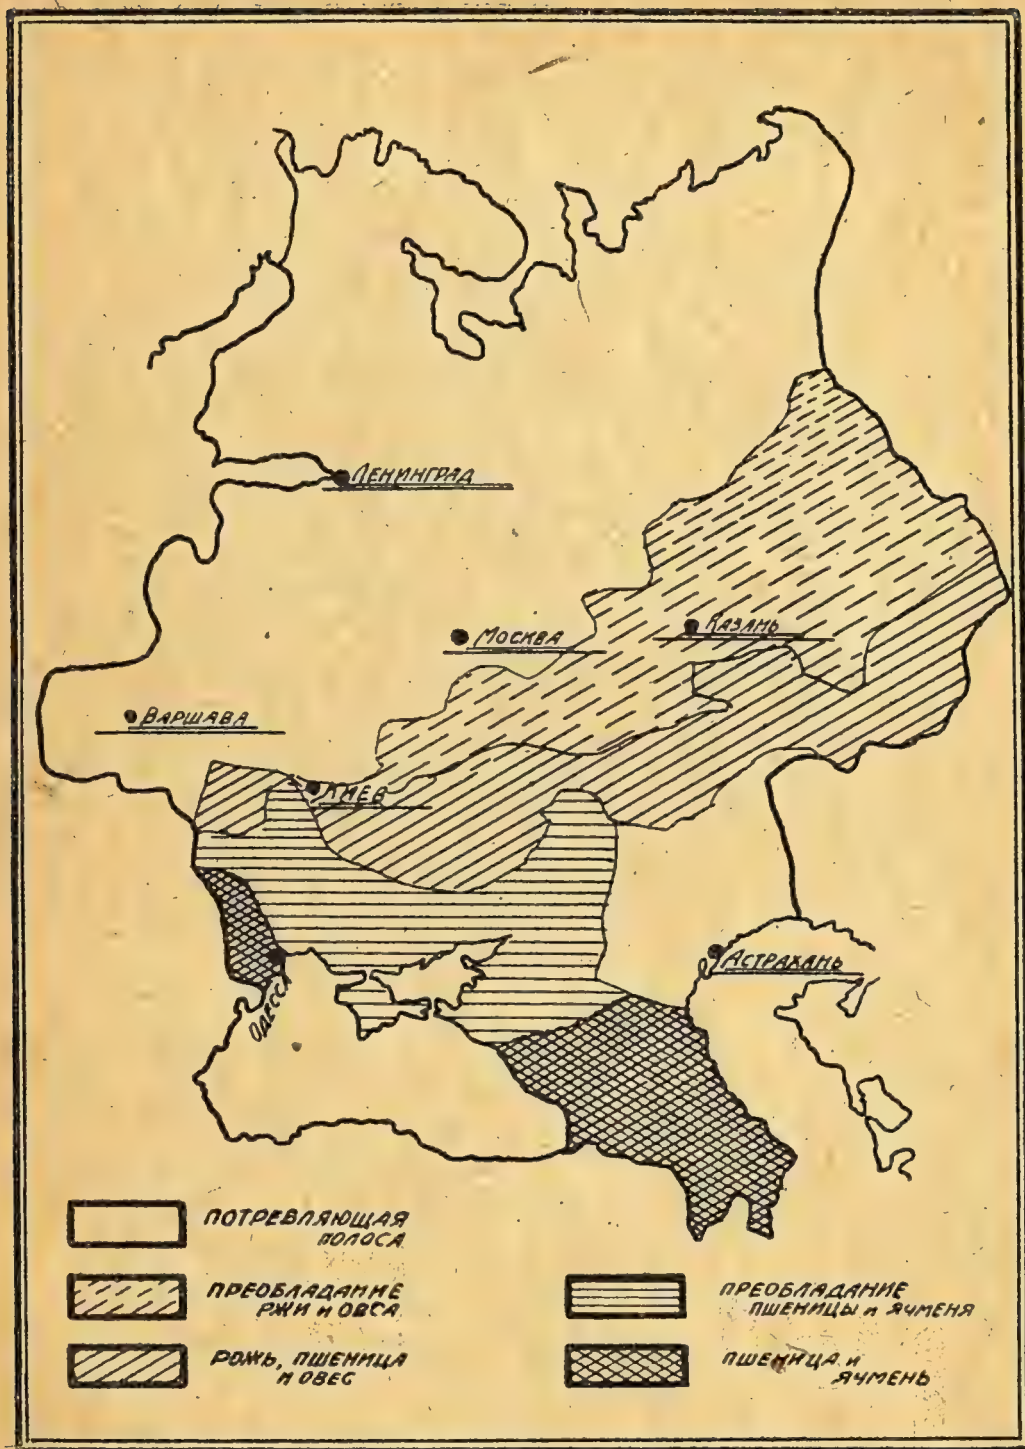 ЛЕНИНГРАД
МОСКВА
КАЗАНЬ
ВАРШАВА
КИЕВ
АСТРАХАНЬ
ОДЕССА
ПОТРЕБЛЯЮЩАЯ
ПОЛОСА
ПРЕОБЛАДАНИЕ
РЖИ И ОВСА
РОЖЬ, ПШЕНИЦА
И ОВЕС
ПРЕОБЛАДАНИЕ
ПШЕНИЦЫ И ЯЧМЕНЯ
ПШЕНИЦА И
ЯЧМЕНЬ